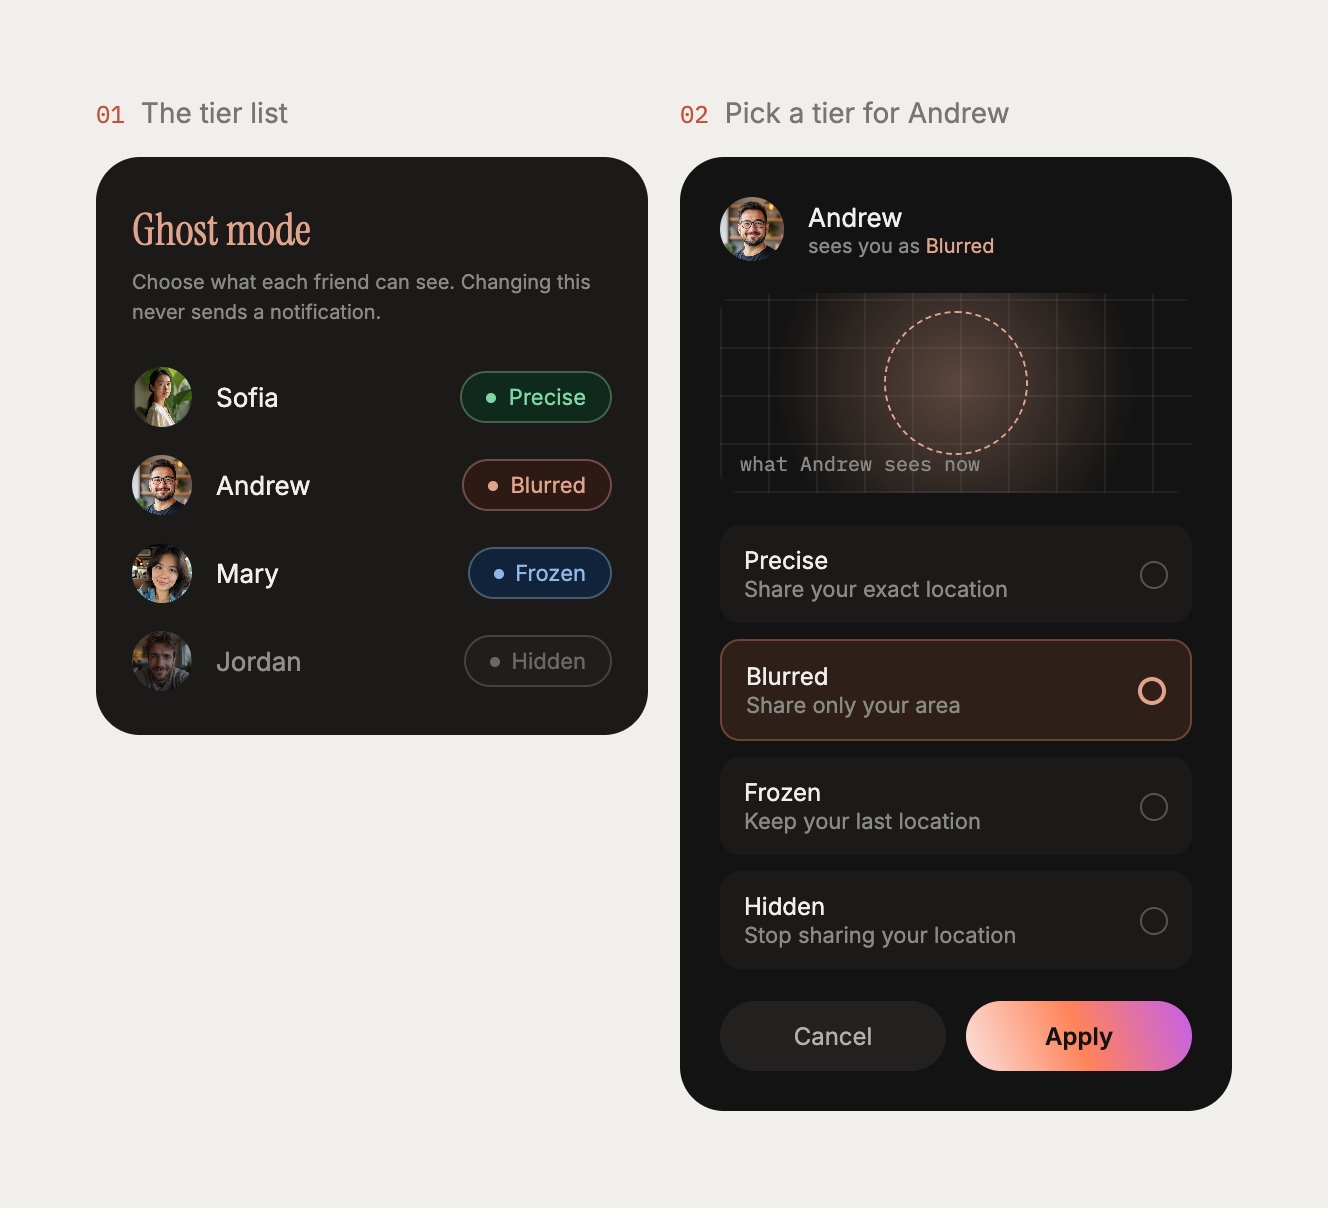 01 The tier list
Ghost mode
Choose what each friend can see. Changing this
never sends a notification.
Sofia
Precise
Andrew
Blurred
Mary
Frozen
Jordan
Hidden
02 Pick a tier for Andrew
Andrew
sees you as Blurred
what Andrew sees now
Precise
Share your exact location
Blurred
Share only your area
Frozen
Keep your last location
Hidden
Stop sharing your location
Cancel
Apply